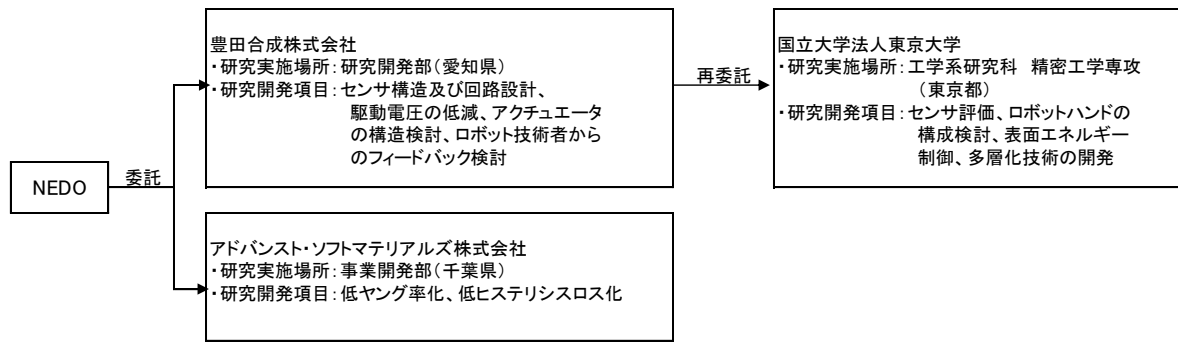 NEDO
委託
豊田合成株式会社
・研究実施場所：研究開発部（愛知県）
・研究開発項目：センサ構造及び回路設計、
駆動電圧の低減、アクチュエータ
の構造検討、ロボット技術者から
のフィードバック検討
再委託
国立大学法人東京大学
・研究実施場所：工学系研究科　精密工学専攻
（東京都）
・研究開発項目：センサ評価、ロボットハンドの
構成検討、表面エネルギー
制御、多層化技術の開発
アドバンスト・ソフトマテリアルズ株式会社
・研究実施場所：事業開発部（千葉県）
・研究開発項目：低ヤング率化、低ヒステリシスロス化